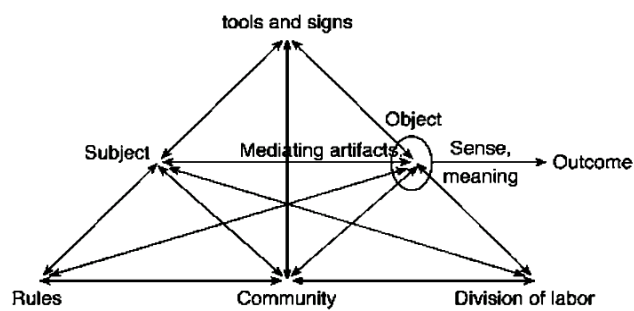 tools and signs
Object
Subject
Mediating artifacts
Sense,
meaning
Outcome
Rules
Community
Division of labor